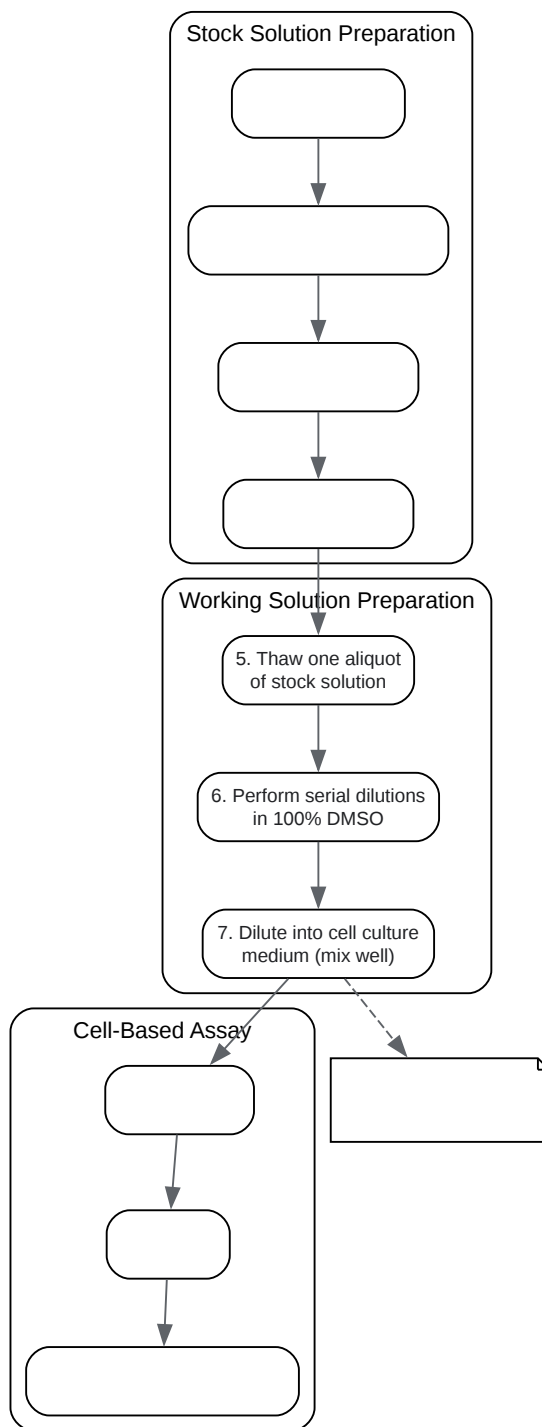 Stock Solution Preparation
Working Solution Preparation
5. Thaw one aliquot
of stock solution
6. Perform serial dilutions
in 100% DMSO
7. Dilute into cell culture
medium (mix well)
Cell-Based Assay